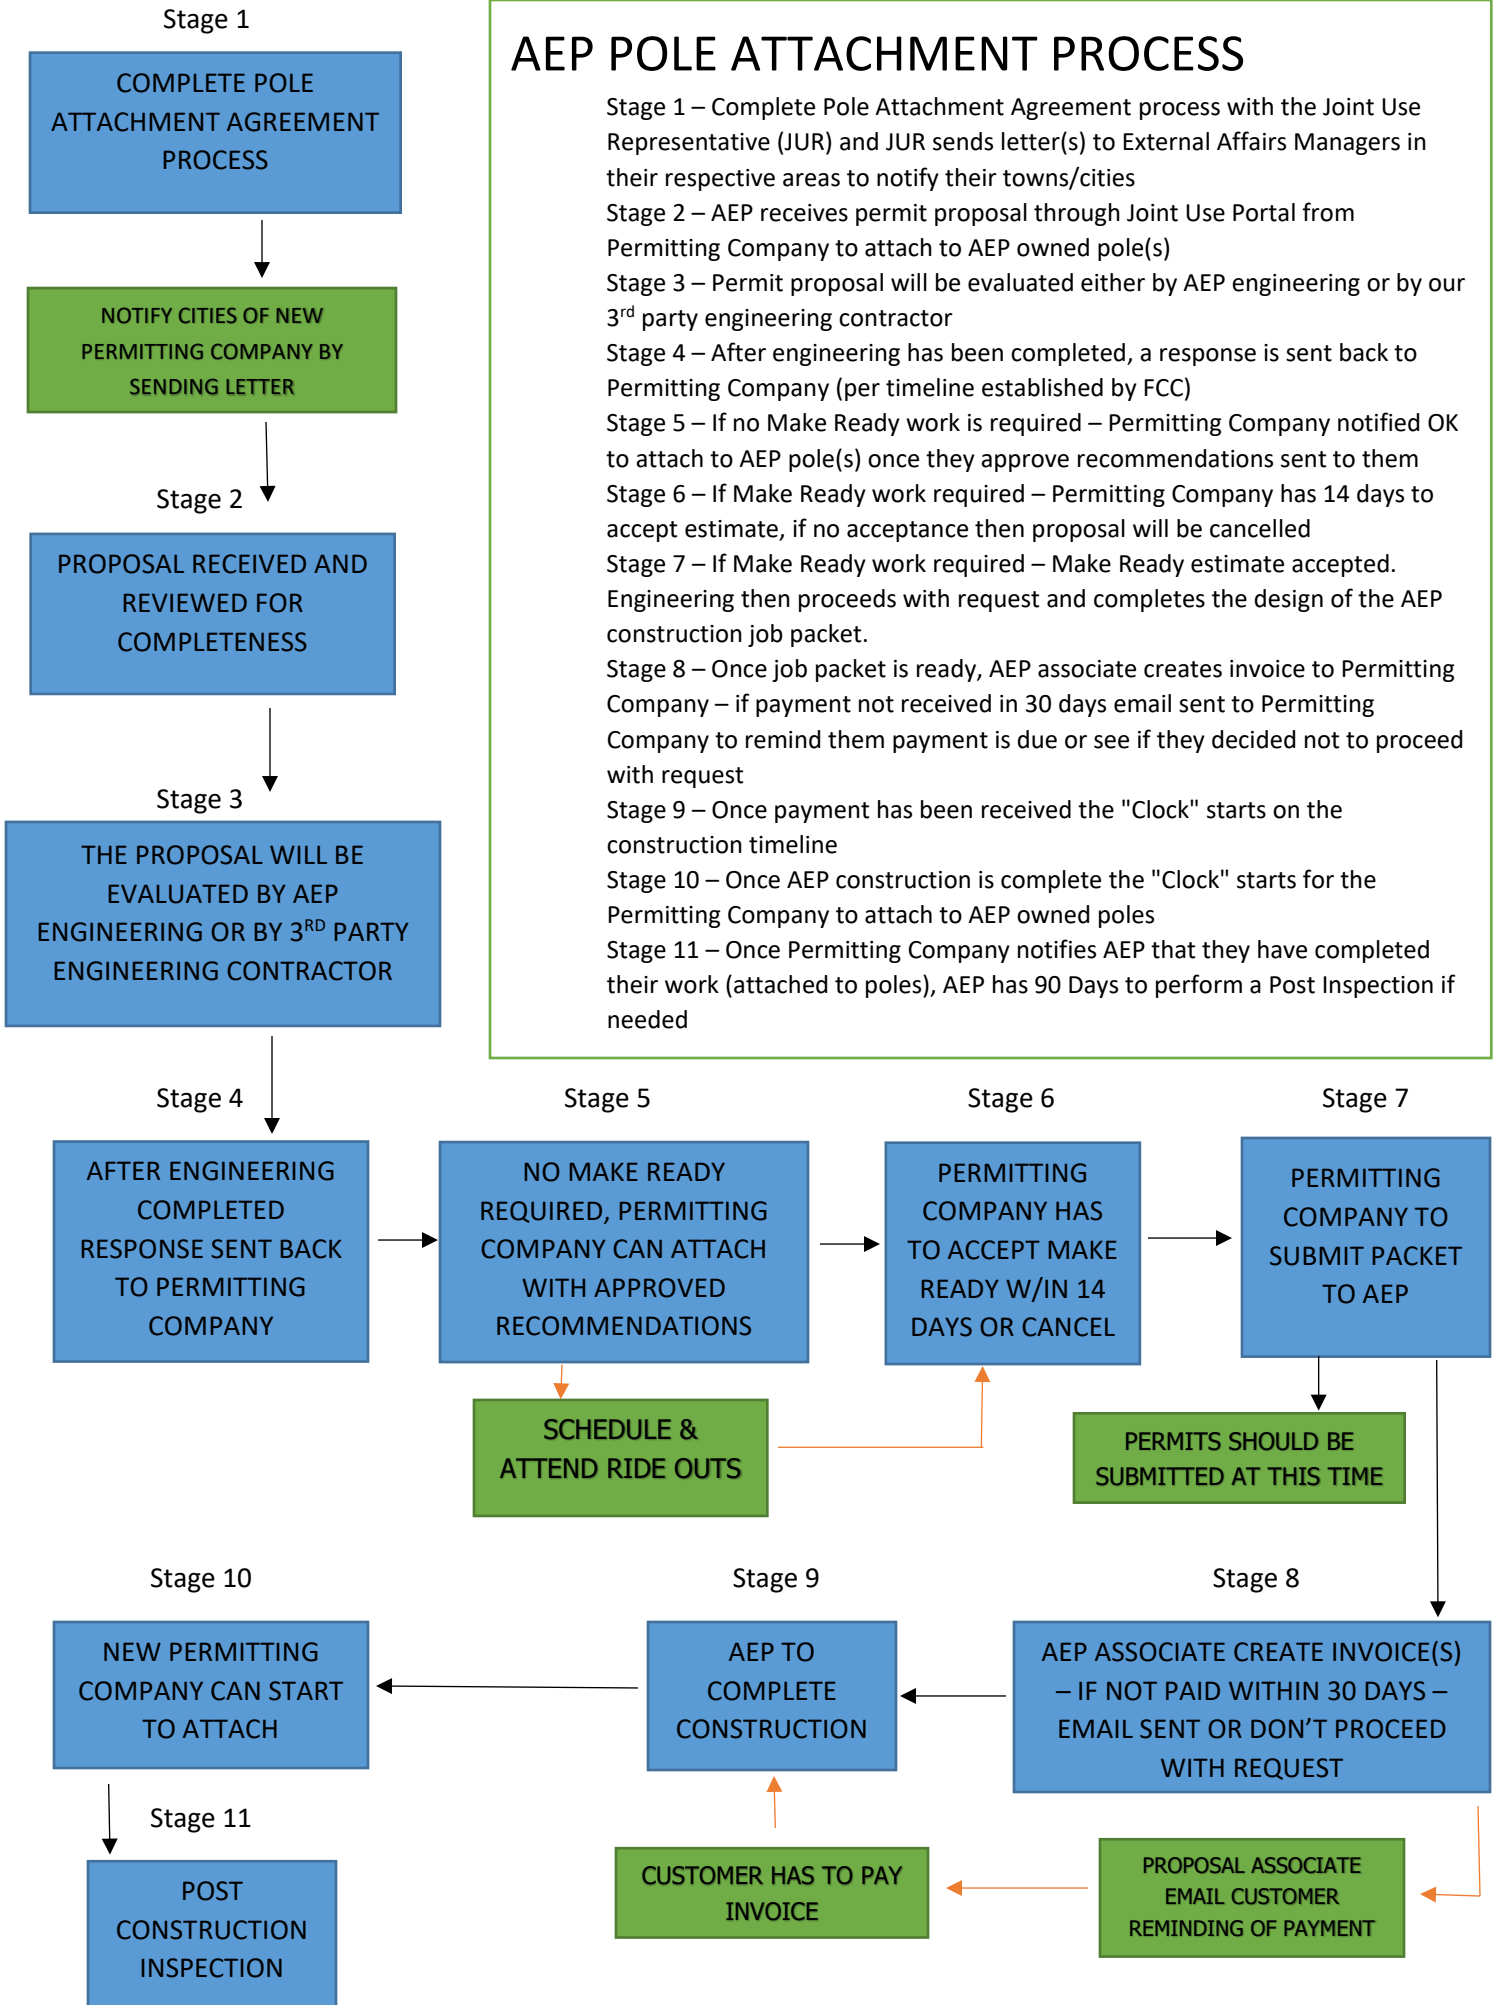 Stage 1
COMPLETE POLE
ATTACHMENT AGREEMENT
PROCESS
NOTIFY CITIES OF NEW
PERMITTING COMPANY BY
SENDING LETTER
Stage 2
PROPOSAL RECEIVED AND
REVIEWED FOR
COMPLETENESS
Stage 3
THE PROPOSAL WILL BE
EVALUATED BY AEP
ENGINEERING OR BY 3RD PARTY
ENGINEERING CONTRACTOR
AEP POLE ATTACHMENT PROCESS
Stage 1 – Complete Pole Attachment Agreement process with the Joint Use
Representative (JUR) and JUR sends letter(s) to External Affairs Managers in
their respective areas to notify their towns/cities
Stage 2 – AEP receives permit proposal through Joint Use Portal from
Permitting Company to attach to AEP owned pole(s)
Stage 3 – Permit proposal will be evaluated either by AEP engineering or by our
3rd party engineering contractor
Stage 4 – After engineering has been completed, a response is sent back to
Permitting Company (per timeline established by FCC)
Stage 5 – If no Make Ready work is required – Permitting Company notified OK
to attach to AEP pole(s) once they approve recommendations sent to them
Stage 6 – If Make Ready work required – Permitting Company has 14 days to
accept estimate, if no acceptance then proposal will be cancelled
Stage 7 – If Make Ready work required – Make Ready estimate accepted.
Engineering then proceeds with request and completes the design of the AEP
construction job packet.
Stage 8 – Once job packet is ready, AEP associate creates invoice to Permitting
Company – if payment not received in 30 days email sent to Permitting
Company to remind them payment is due or see if they decided not to proceed
with request
Stage 9 – Once payment has been received the "Clock" starts on the
construction timeline
Stage 10 – Once AEP construction is complete the "Clock" starts for the
Permitting Company to attach to AEP owned poles
Stage 11 – Once Permitting Company notifies AEP that they have completed
their work (attached to poles), AEP has 90 Days to perform a Post Inspection if
needed
Stage 4
AFTER ENGINEERING
COMPLETED
RESPONSE SENT BACK
TO PERMITTING
COMPANY
Stage 5
NO MAKE READY
REQUIRED, PERMITTING
COMPANY CAN ATTACH
WITH APPROVED
RECOMMENDATIONS
SCHEDULE &
ATTEND RIDE OUTS
Stage 6
PERMITTING
COMPANY HAS
TO ACCEPT MAKE
READY W/IN 14
DAYS OR CANCEL
Stage 7
PERMITTING
COMPANY TO
SUBMIT PACKET
TO AEP
PERMITS SHOULD BE
SUBMITTED AT THIS TIME
Stage 8
AEP ASSOCIATE CREATE INVOICE(S)
– IF NOT PAID WITHIN 30 DAYS –
EMAIL SENT OR DON'T PROCEED
WITH REQUEST
PROPOSAL ASSOCIATE
EMAIL CUSTOMER
REMINDING OF PAYMENT
Stage 9
AEP TO
COMPLETE
CONSTRUCTION
CUSTOMER HAS TO PAY
INVOICE
Stage 10
NEW PERMITTING
COMPANY CAN START
TO ATTACH
Stage 11
POST
CONSTRUCTION
INSPECTION